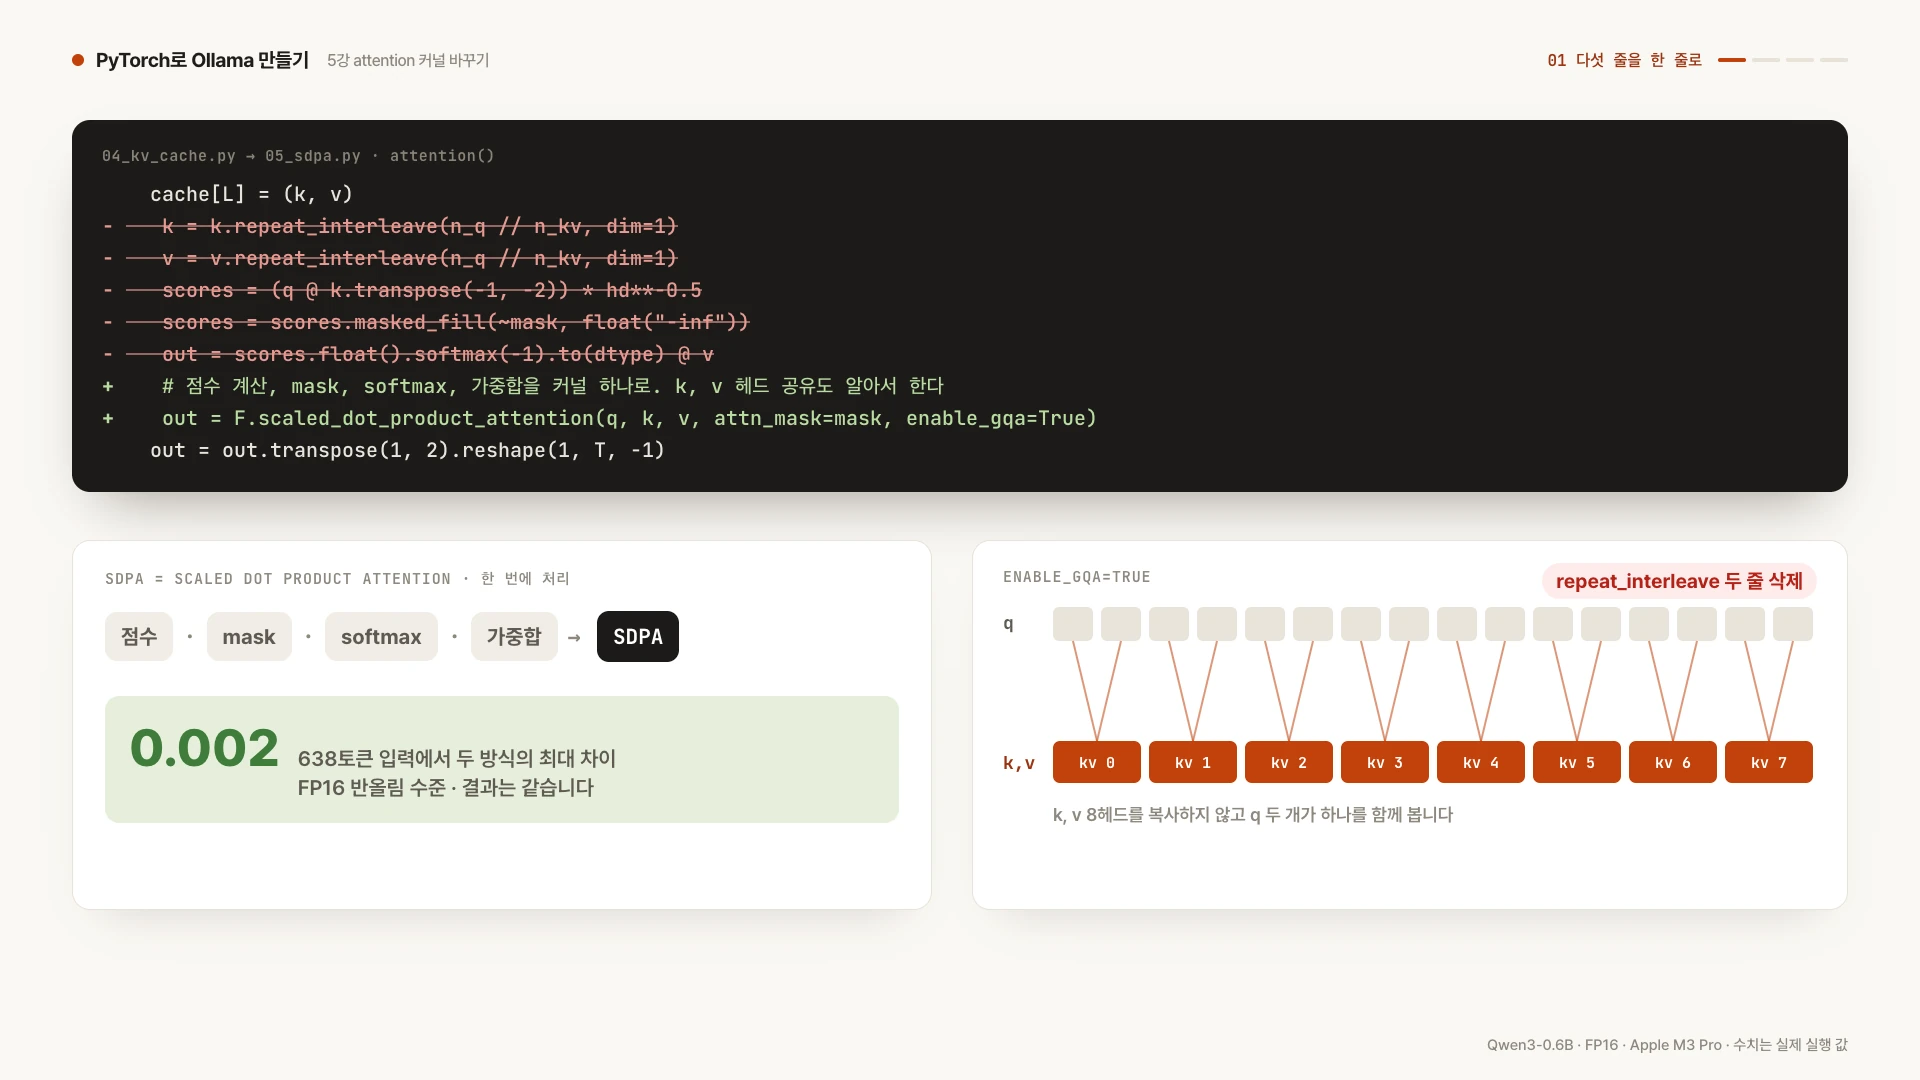 PyTorch로 Ollama 만들기 5강 attention 커널 바꾸기
01 다섯 줄을 한 줄로
04_kv_cache.py → 05_sdpa.py · attention()
cache[L] = (k, v)
- k = k.repeat_interleave(n_q // n_kv, dim=1)
- v = v.repeat_interleave(n_q // n_kv, dim=1)
- scores = (q @ k.transpose(-1, -2)) * hd**-0.5
- scores = scores.masked_fill(~mask, float("-inf"))
- out = scores.float().softmax(-1).to(dtype) @ v
+ # 점수 계산, mask, softmax, 가중합을 커널 하나로. k, v 헤드 공유도 알아서 한다
+ out = F.scaled_dot_product_attention(q, k, v, attn_mask=mask, enable_gqa=True)
out = out.transpose(1, 2).reshape(1, T, -1)
SDPA = SCALED DOT PRODUCT ATTENTION · 한 번에 처리
점수 · mask · softmax · 가중합 → SDPA
0.002 638토큰 입력에서 두 방식의 최대 차이
FP16 반올림 수준 · 결과는 같습니다
ENABLE_GQA=TRUE
repeat_interleave 두 줄 삭제
q
k,v kv 0 kv 1 kv 2 kv 3 kv 4 kv 5 kv 6 kv 7
k, v 8헤드를 복사하지 않고 q 두 개가 하나를 함께 봅니다
Qwen3-0.6B · FP16 · Apple M3 Pro · 수치는 실제 실행 값